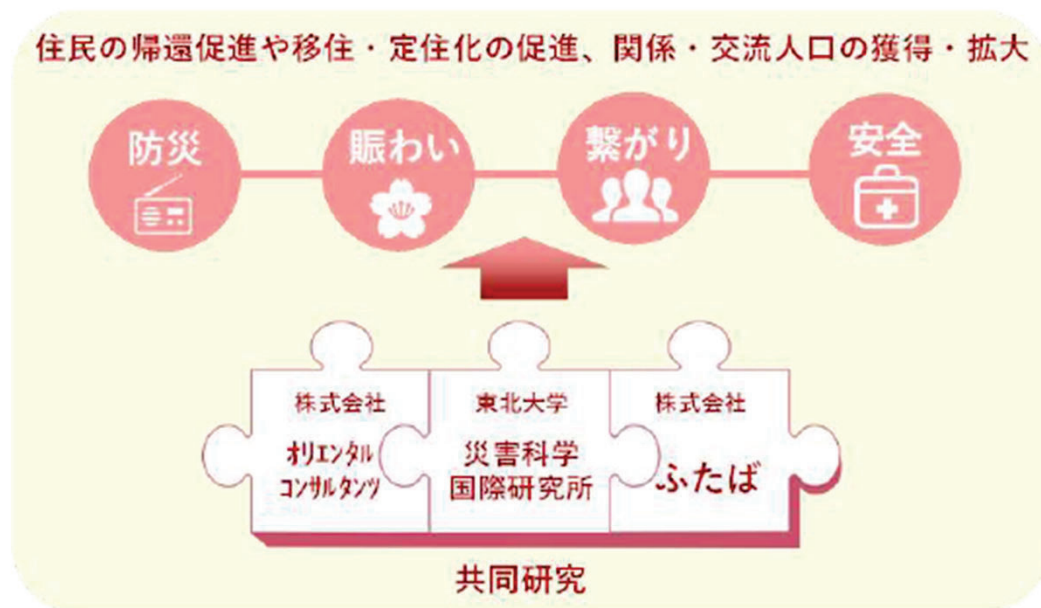 住民の帰還促進や移住・定住化の促進、関係・交流人口の獲得・拡大
防災
賑わい
繋がり
安全
株式会社
オリエンタル
コンサルタンツ
東北大学
災害科学
国際研究所
株式会社
ふたば
共同研究